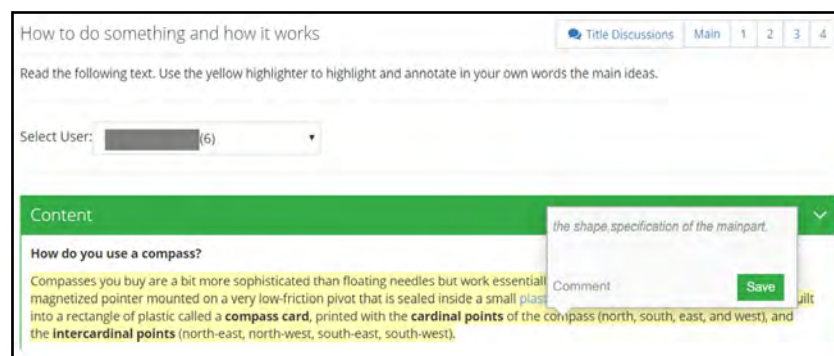 How to do something and how it works
Title Discussions Main 1 2 3 4
Read the following text. Use the yellow highlighter to highlight and annotate in your own words the main ideas.
Select User: (6)
Content
the shape,specification of the mainpart.
Comment Save
How do you use a compass?
Compasses you buy are a bit more sophisticated than floating needles but work essentiall
magnetized pointer mounted on a very low-friction pivot that is sealed inside a small plast uilt
into a rectangle of plastic called a compass card, printed with the cardinal points of the compass (north, south, east, and west), and
the intercardinal points (north-east, north-west, south-east, south-west).